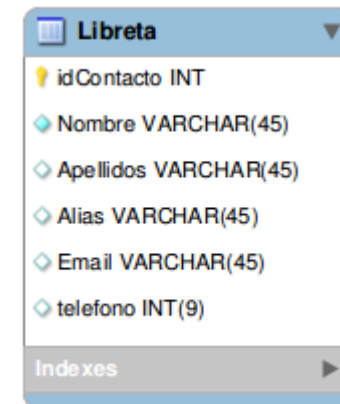 Libreta
idContacto INT
Nombre VARCHAR(45)
Apellidos VARCHAR(45)
Alias VARCHAR(45)
Email VARCHAR(45)
telefono INT(9)
Indexes